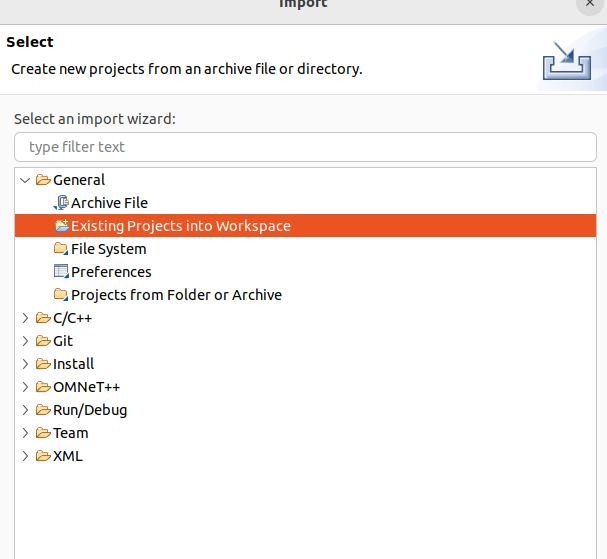 Import
Select
Create new projects from an archive file or directory.
Select an import wizard:
type filter text
General
Archive File
Existing Projects into Workspace
File System
Preferences
Projects from Folder or Archive
C/C++
Git
Install
OMNeT++
Run/Debug
Team
XML